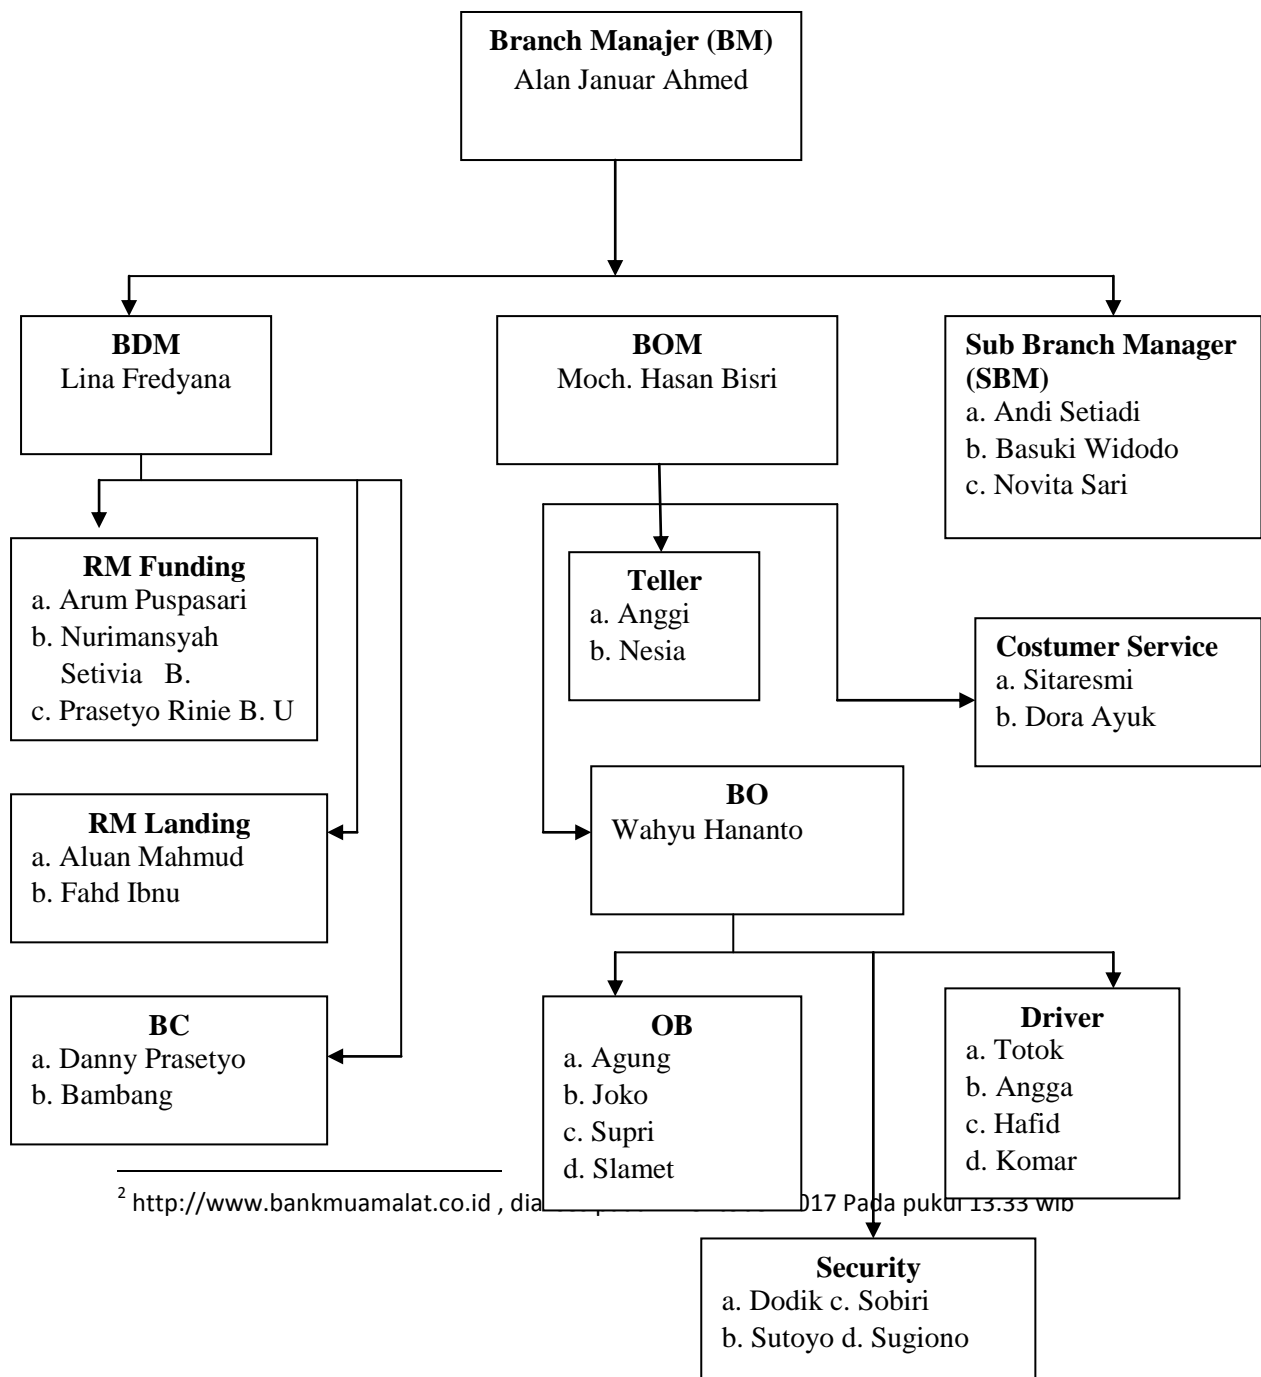 Branch Manajer (BM)
Alan Januar Ahmed
BDM
Lina Fredyana
BOM
Moch. Hasan Bisri
Sub Branch Manager
(SBM)
a. Andi Setiadi
b. Basuki Widodo
c. Novita Sari
RM Funding
a. Arum Puspasari
b. Nurimansyah
Setivia B.
c. Prasetyo Rinie B. U
Teller
a. Anggi
b. Nesia
Costumer Service
a. Sitaresmi
b. Dora Ayuk
RM Landing
a. Aluan Mahmud
b. Fahd Ibnu
BO
Wahyu Hananto
BC
a. Danny Prasetyo
b. Bambang
OB
a. Agung
b. Joko
c. Supri
d. Slamet
Driver
a. Totok
b. Angga
c. Hafid
d. Komar
2 http://www.bankmuamalat.co.id , 17 Pada pukul 13.33 wib
Security
a. Dodik c. Sobiri
b. Sutoyo d. Sugiono